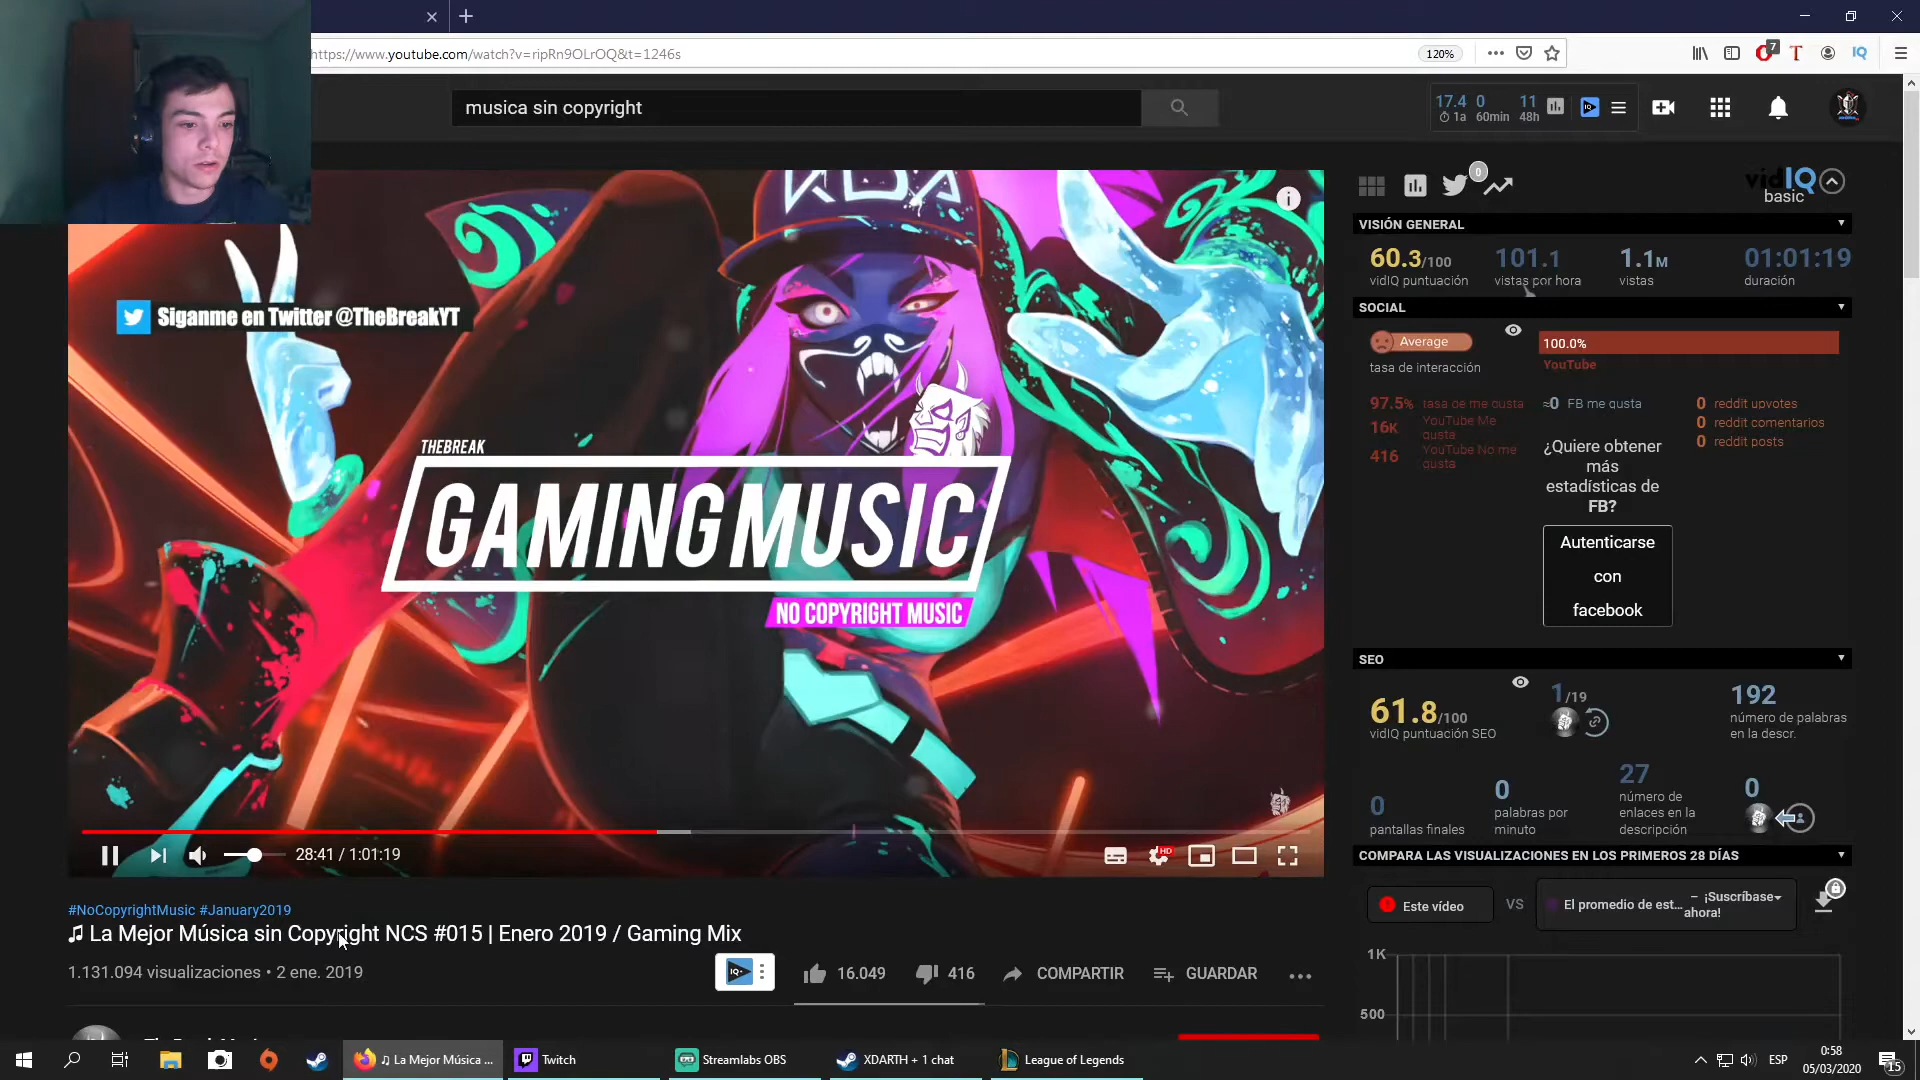 https://www.youtube.com/watch?v=ripRn9OLrOQ&t=1246s
120%
7
musica sin copyright
17.4 0 11
1a 60min 48h
0
vidIQ
basic
VISIÓN GENERAL
60.3/100 101.1 1.1M 01:01:19
vidIQ puntuación vistas por hora vistas duración
SOCIAL
Average
100.0%
tasa de interacción
YouTube
97.5% tasa de me gusta
16K YouTube Me gusta
416 YouTube No me gusta
≈0 FB me gusta
0 reddit upvotes
0 reddit comentarios
0 reddit posts
¿Quiere obtener
más
estadísticas de
FB?
Autenticarse
con
facebook
SEO
61.8/100
vidIQ puntuación SEO
1/19
192
número de palabras
en la descr.
0
pantallas finales
0
palabras por
minuto
27
número de
enlaces en la
descripción
0
COMPARA LAS VISUALIZACIONES EN LOS PRIMEROS 28 DÍAS
Este vídeo
VS
El promedio de est... – ¡Suscríbase
ahora!
1K
500
KDA
Siganme en Twitter @TheBreakYT
THEBREAK
GAMING MUSIC
NO COPYRIGHT MUSIC
28:41 / 1:01:19
HD
#NoCopyrightMusic #January2019
♫ La Mejor Música sin Copyright NCS #015 | Enero 2019 / Gaming Mix
1.131.094 visualizaciones • 2 ene. 2019
IQ
16.049
416
COMPARTIR
GUARDAR
♫ La Mejor Música ...
Twitch
Streamlabs OBS
XDARTH + 1 chat
League of Legends
ESP
0:58
05/03/2020
15